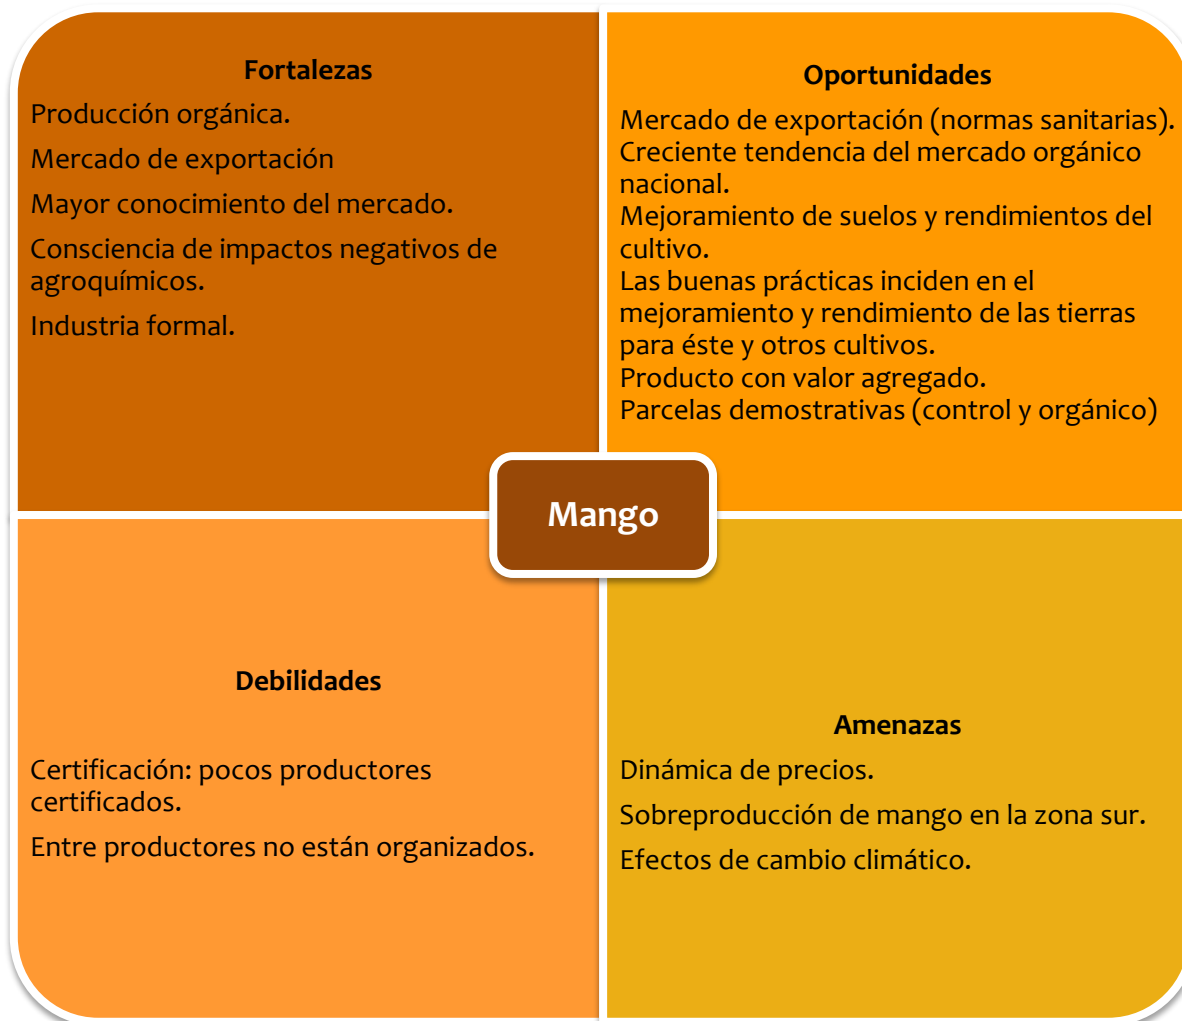 Fortalezas
Producción orgánica.
Mercado de exportación
Mayor conocimiento del mercado.
Consciencia de impactos negativos de
agroquímicos.
Industria formal.
Oportunidades
Mercado de exportación (normas sanitarias).
Creciente tendencia del mercado orgánico
nacional.
Mejoramiento de suelos y rendimientos del
cultivo.
Las buenas prácticas inciden en el
mejoramiento y rendimiento de las tierras
para éste y otros cultivos.
Producto con valor agregado.
Parcelas demostrativas (control y orgánico)
Mango
Debilidades
Certificación: pocos productores
certificados.
Entre productores no están organizados.
Amenazas
Dinámica de precios.
Sobreproducción de mango en la zona sur.
Efectos de cambio climático.